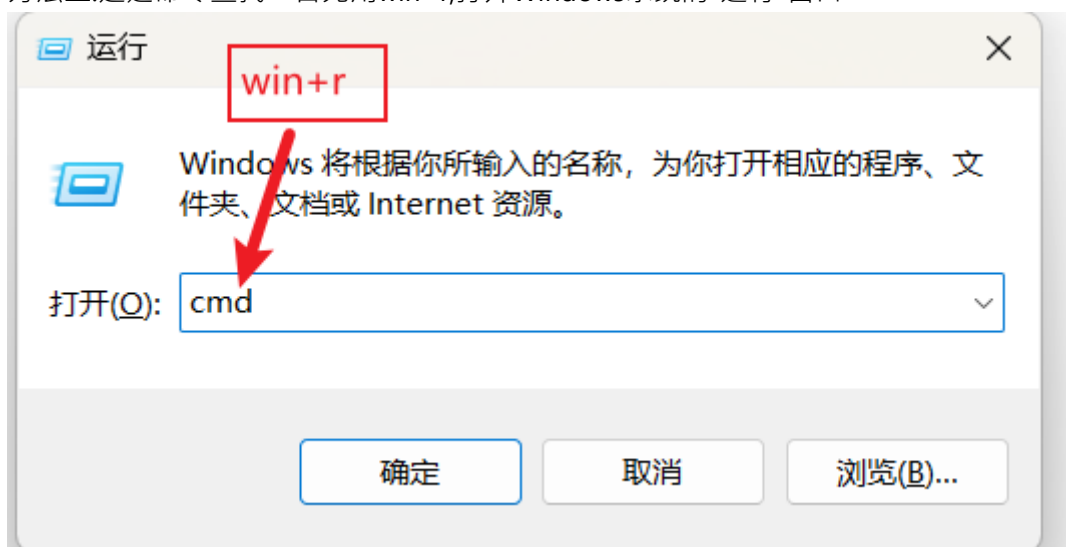 运行
win+r
Windows 将根据你所输入的名称，为你打开相应的程序、文
件夹、文档或 Internet 资源。
打开(O):
cmd
确定
取消
浏览(B)...